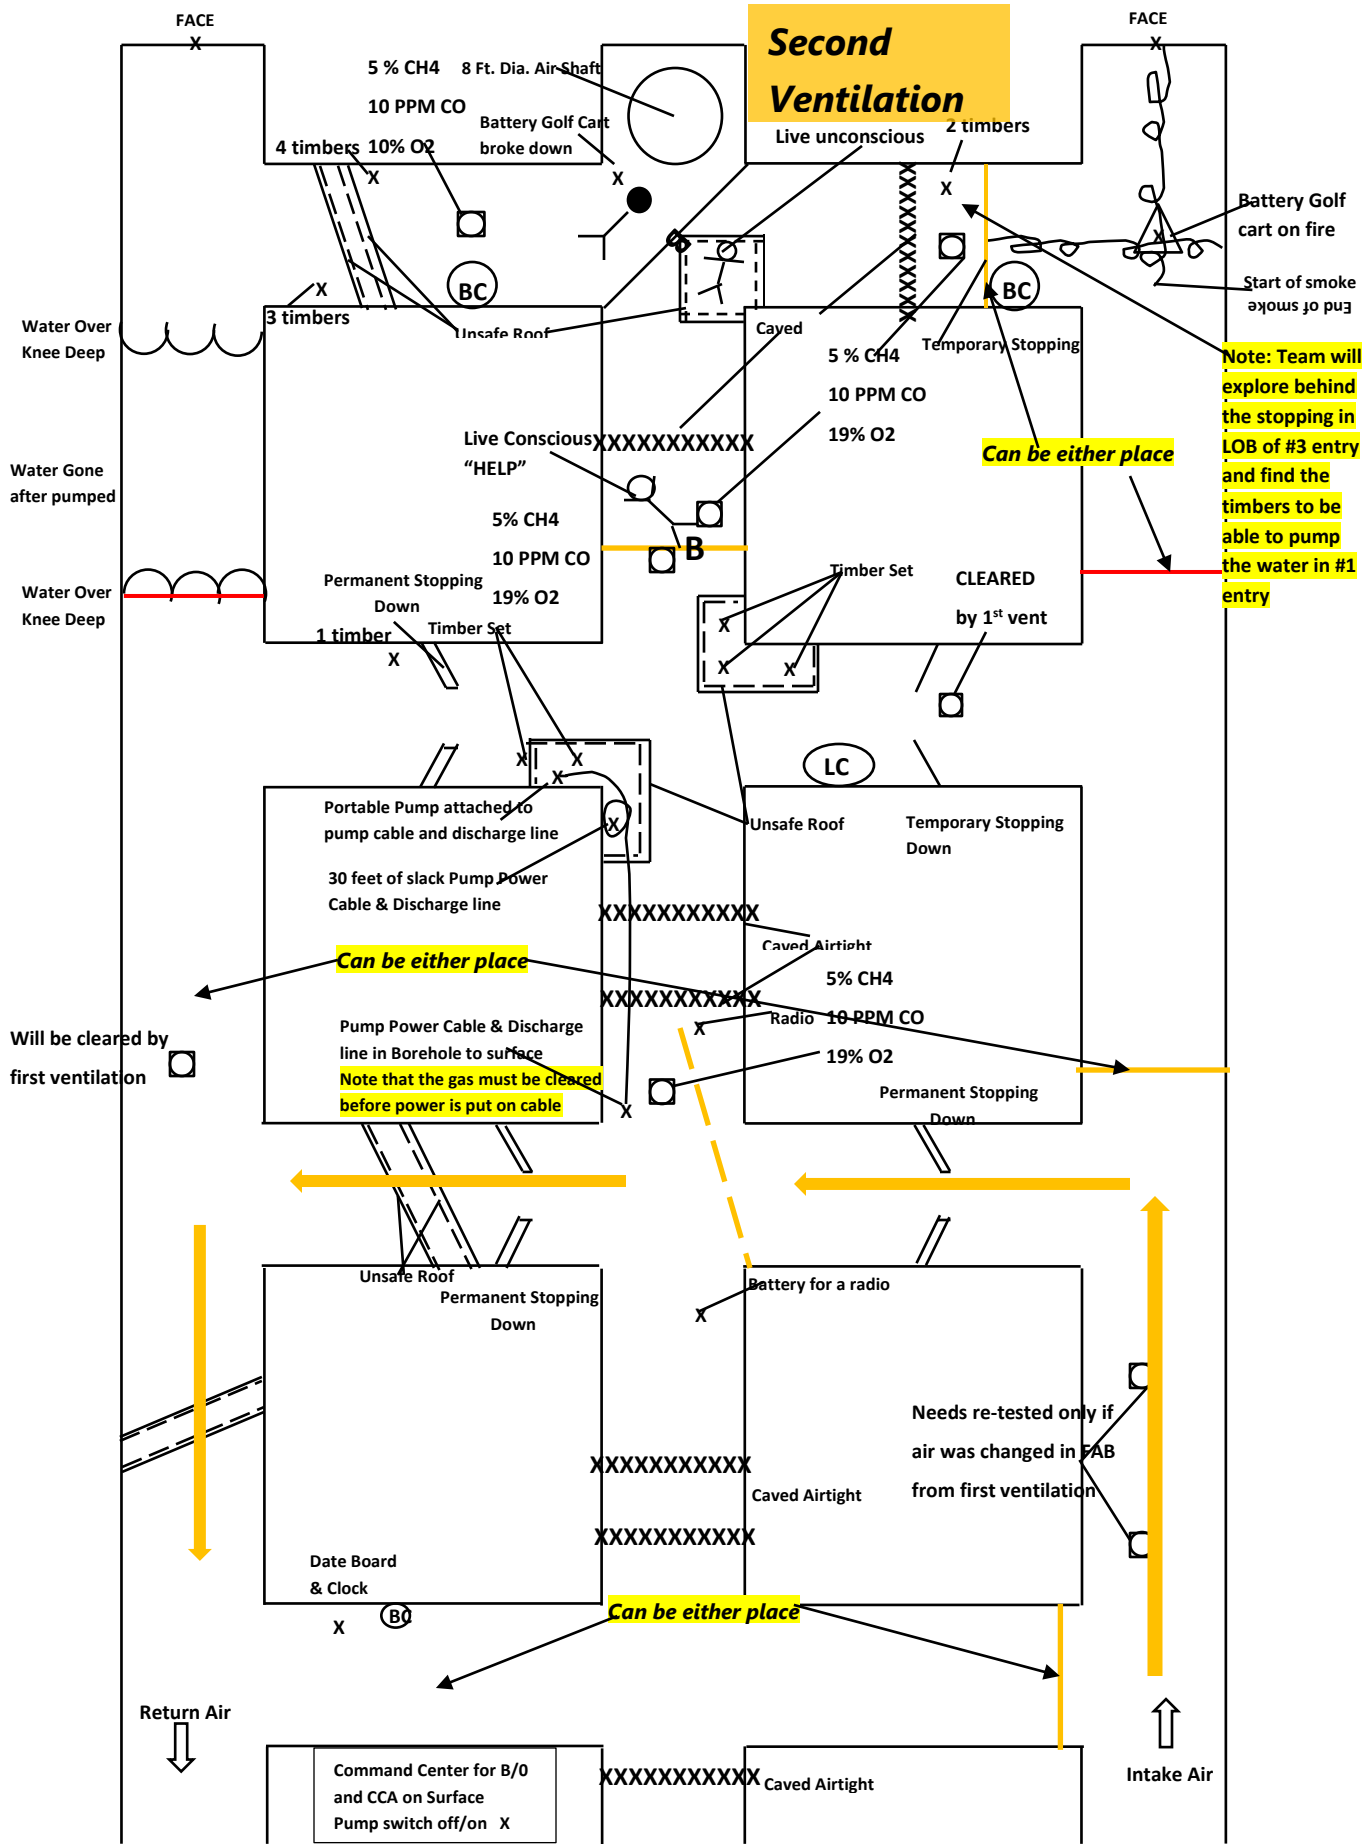 FACE
FACE
Second
Ventilation
5 % CH4
8 Ft. Dia. Air Shaft
10 PPM CO
Battery Golf Cart
broke down
2 timbers
Live unconscious
4 timbers
10% O2
X
X
X
X
X
Battery Golf
cart on fire
X
BC
BC
Start of smoke
End of smoke
X
3 timbers
Water Over
Knee Deep
Unsafe Roof
Caved
Temporary Stopping
5 % CH4
10 PPM CO
19% O2
Note: Team will
explore behind
the stopping in
LOB of #3 entry
and find the
timbers to be
able to pump
the water in #1
entry
Live Conscious
"HELP"
XXXXXXXXXXX
Can be either place
Water Gone
after pumped
5% CH4
10 PPM CO
19% O2
B
Water Over
Knee Deep
Permanent Stopping
Down
Timber Set
Timber Set
CLEARED
by 1st vent
1 timber
X
X
X
X
LC
X
X
X
X
Portable Pump attached to
pump cable and discharge line
Unsafe Roof
Temporary Stopping
Down
30 feet of slack Pump Power
Cable & Discharge line
XXXXXXXXXXX
Caved Airtight
Can be either place
5% CH4
10 PPM CO
19% O2
XXXXXXXXXXX
Radio
X
Will be cleared by
first ventilation
Pump Power Cable & Discharge
line in Borehole to surface
Note that the gas must be cleared
before power is put on cable
X
Permanent Stopping
Down
Unsafe Roof
Permanent Stopping
Down
Battery for a radio
X
Needs re-tested only if
air was changed in FAB
from first ventilation
XXXXXXXXXXX
Caved Airtight
XXXXXXXXXXX
Date Board
& Clock
X
BC
Can be either place
Return Air
Intake Air
Command Center for B/0
and CCA on Surface
Pump switch off/on X
XXXXXXXXXXX
Caved Airtight